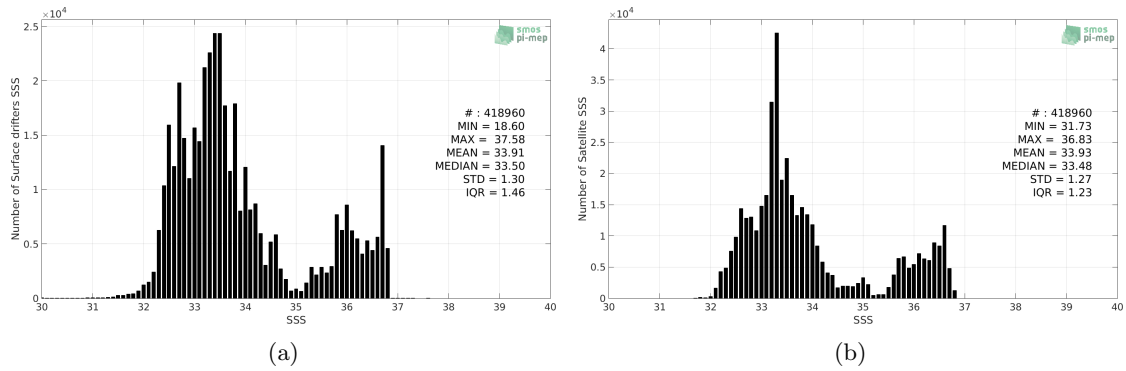 ×10⁴
2.5
2
1.5
1
0.5
0
30 31 32 33 34 35 36 37 38 39 40
SSS
Number of Surface drifters SSS
smos
pi-mep
# : 418960
MIN = 18.60
MAX = 37.58
MEAN = 33.91
MEDIAN = 33.50
STD = 1.30
IQR = 1.46
(a)
×10⁴
4
3.5
3
2.5
2
1.5
1
0.5
0
30 31 32 33 34 35 36 37 38 39 40
SSS
Number of Satellite SSS
smos
pi-mep
# : 418960
MIN = 31.73
MAX = 36.83
MEAN = 33.93
MEDIAN = 33.48
STD = 1.27
IQR = 1.23
(b)